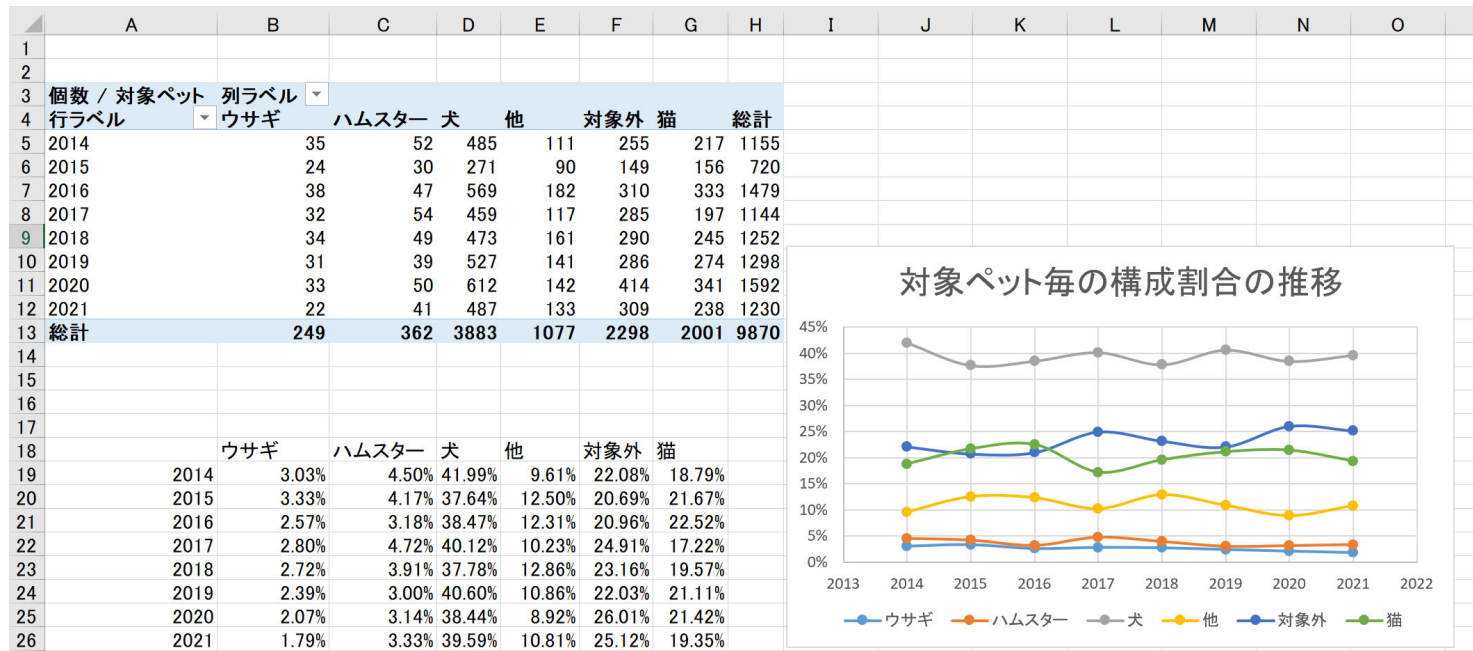 A B C D E F G H I J K L M N O
1
2
3 個数 / 対象ペット 列ラベル
4 行ラベル ウサギ ハムスター 犬 他 対象外 猫 総計
5 2014 35 52 485 111 255 217 1155
6 2015 24 30 271 90 149 156 720
7 2016 38 47 569 182 310 333 1479
8 2017 32 54 459 117 285 197 1144
9 2018 34 49 473 161 290 245 1252
10 2019 31 39 527 141 286 274 1298
11 2020 33 50 612 142 414 341 1592
12 2021 22 41 487 133 309 238 1230
13 総計 249 362 3883 1077 2298 2001 9870
14
15
16
17
18 ウサギ ハムスター 犬 他 対象外 猫
19 2014 3.03% 4.50% 41.99% 9.61% 22.08% 18.79%
20 2015 3.33% 4.17% 37.64% 12.50% 20.69% 21.67%
21 2016 2.57% 3.18% 38.47% 12.31% 20.96% 22.52%
22 2017 2.80% 4.72% 40.12% 10.23% 24.91% 17.22%
23 2018 2.72% 3.91% 37.78% 12.86% 23.16% 19.57%
24 2019 2.39% 3.00% 40.60% 10.86% 22.03% 21.11%
25 2020 2.07% 3.14% 38.44% 8.92% 26.01% 21.42%
26 2021 1.79% 3.33% 39.59% 10.81% 25.12% 19.35%
対象ペット毎の構成割合の推移
45%
40%
35%
30%
25%
20%
15%
10%
5%
0%
2013 2014 2015 2016 2017 2018 2019 2020 2021 2022
ウサギ ハムスター 犬 他 対象外 猫